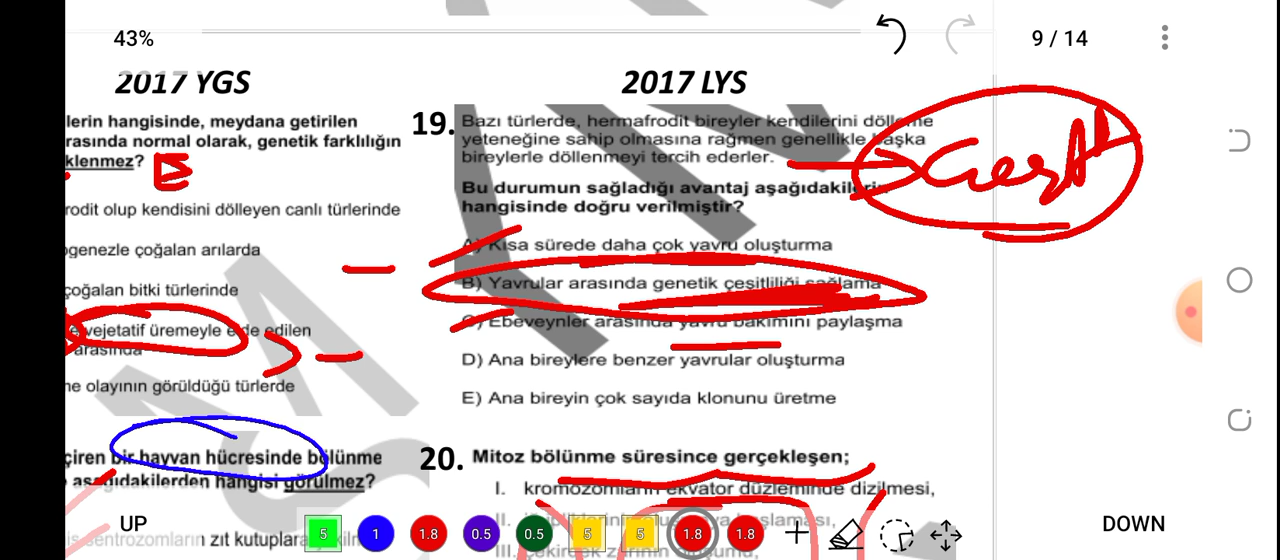 43%
9 / 14
2017 YGS
lerin hangisinde, meydana getirilen
rasında normal olarak, genetik farklılığın
klenmez?
rodit olup kendisini dölleyen canlı türlerinde
ogenezle çoğalan arılarda
çoğalan bitki türlerinde
vejetatif üremeyle elde edilen
arasında
ne olayının görüldüğü türlerde
çiren bir hayvan hücresinde bölünme
aşağıdakilerden hangisi görülmez?
sentrozomların zıt kutuplara
2017 LYS
19. Bazı türlerde, hermafrodit bireyler kendilerini dölleme
yeteneğine sahip olmasına rağmen genellikle başka
bireylerle döllenmeyi tercih ederler.
Bu durumun sağladığı avantaj aşağıdakilerin
hangisinde doğru verilmiştir?
A) Kısa sürede daha çok yavru oluşturma
B) Yavrular arasında genetik çeşitliliği sağlama
C) Ebeveynler arasında yavru bakımını paylaşma
D) Ana bireylere benzer yavrular oluşturma
E) Ana bireyin çok sayıda klonunu üretme
20. Mitoz bölünme süresince gerçekleşen;
I. kromozomların ekvator düzleminde dizilmesi,
II.
III.
UP
5
1
1.8
0.5
0.5
5
5
1.8
1.8
DOWN